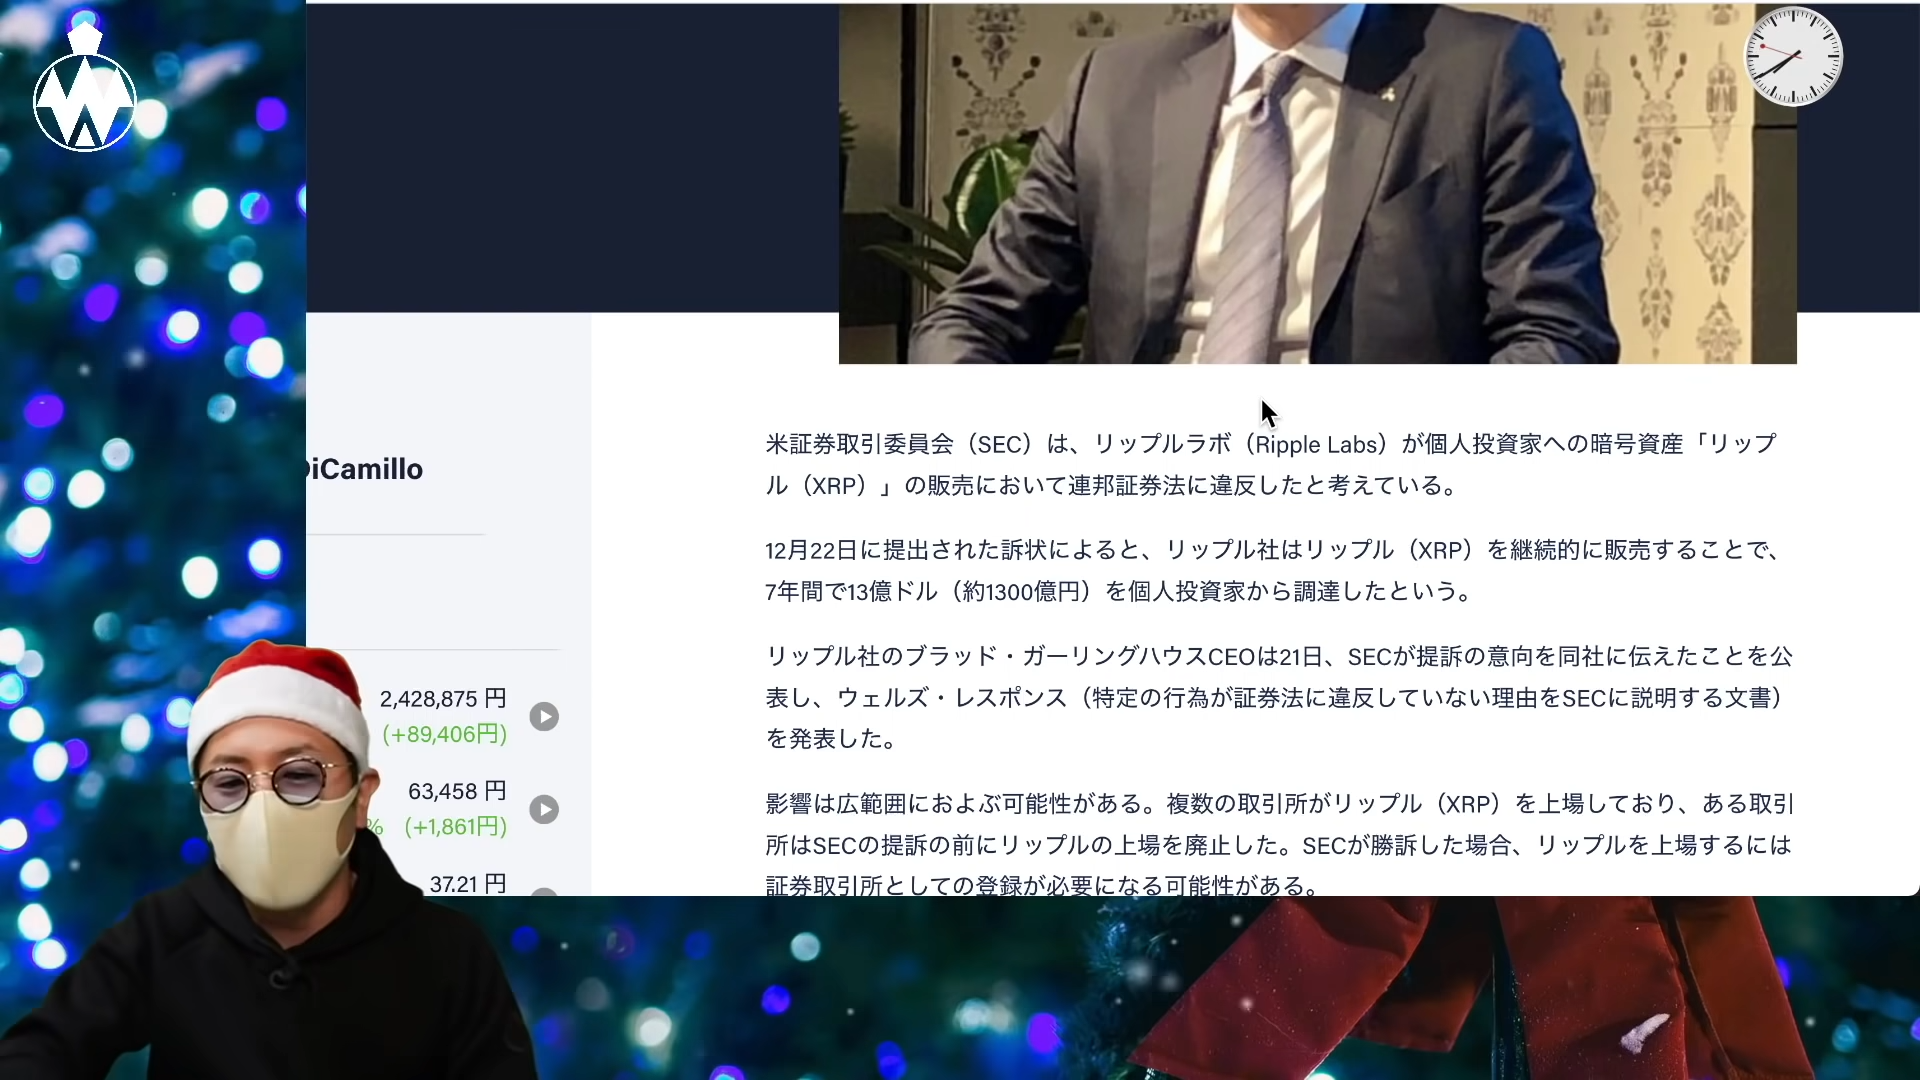 DiCamillo
2,428,875 円
(+89,406円)
63,458 円
% (+1,861円)
37.21 円
米証券取引委員会（SEC）は、リップルラボ（Ripple Labs）が個人投資家への暗号資産「リップ
ル（XRP）」の販売において連邦証券法に違反したと考えている。
12月22日に提出された訴状によると、リップル社はリップル（XRP）を継続的に販売することで、
7年間で13億ドル（約1300億円）を個人投資家から調達したという。
リップル社のブラッド・ガーリングハウスCEOは21日、SECが提訴の意向を同社に伝えたことを公
表し、ウェルズ・レスポンス（特定の行為が証券法に違反していない理由をSECに説明する文書）
を発表した。
影響は広範囲におよぶ可能性がある。複数の取引所がリップル（XRP）を上場しており、ある取引
所はSECの提訴の前にリップルの上場を廃止した。SECが勝訴した場合、リップルを上場するには
証券取引所としての登録が必要になる可能性がある。